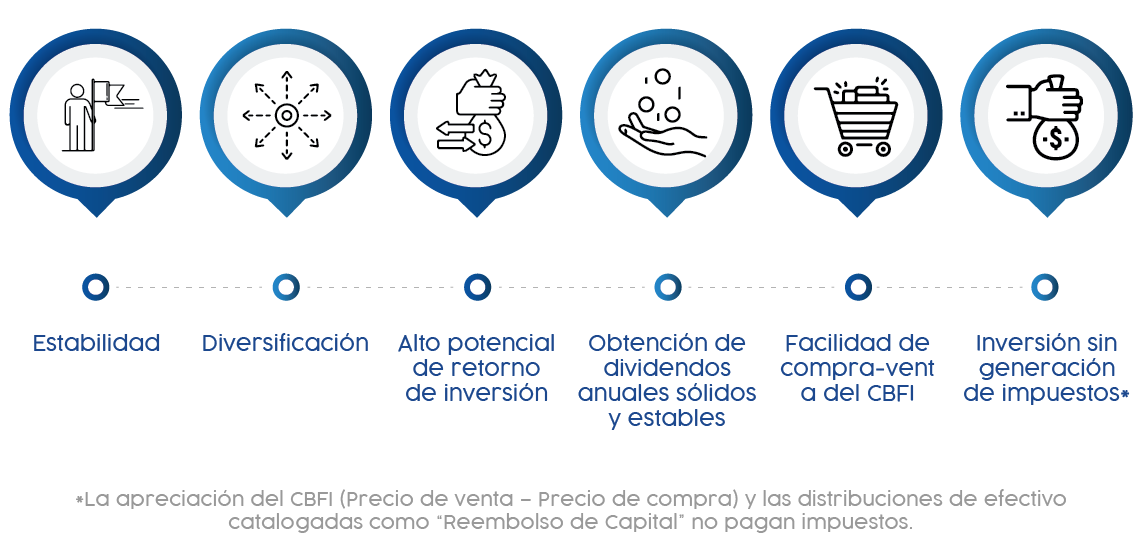 Estabilidad
Diversificación
Alto potencial
de retorno
de inversión
Obtención de
dividendos
anuales sólidos
y estables
Facilidad de
compra-vent
a del CBFI
Inversión sin
generación
de impuestos*
*La apreciación del CBFI (Precio de venta – Precio de compra) y las distribuciones de efectivo
catalogadas como “Reembolso de Capital” no pagan impuestos.